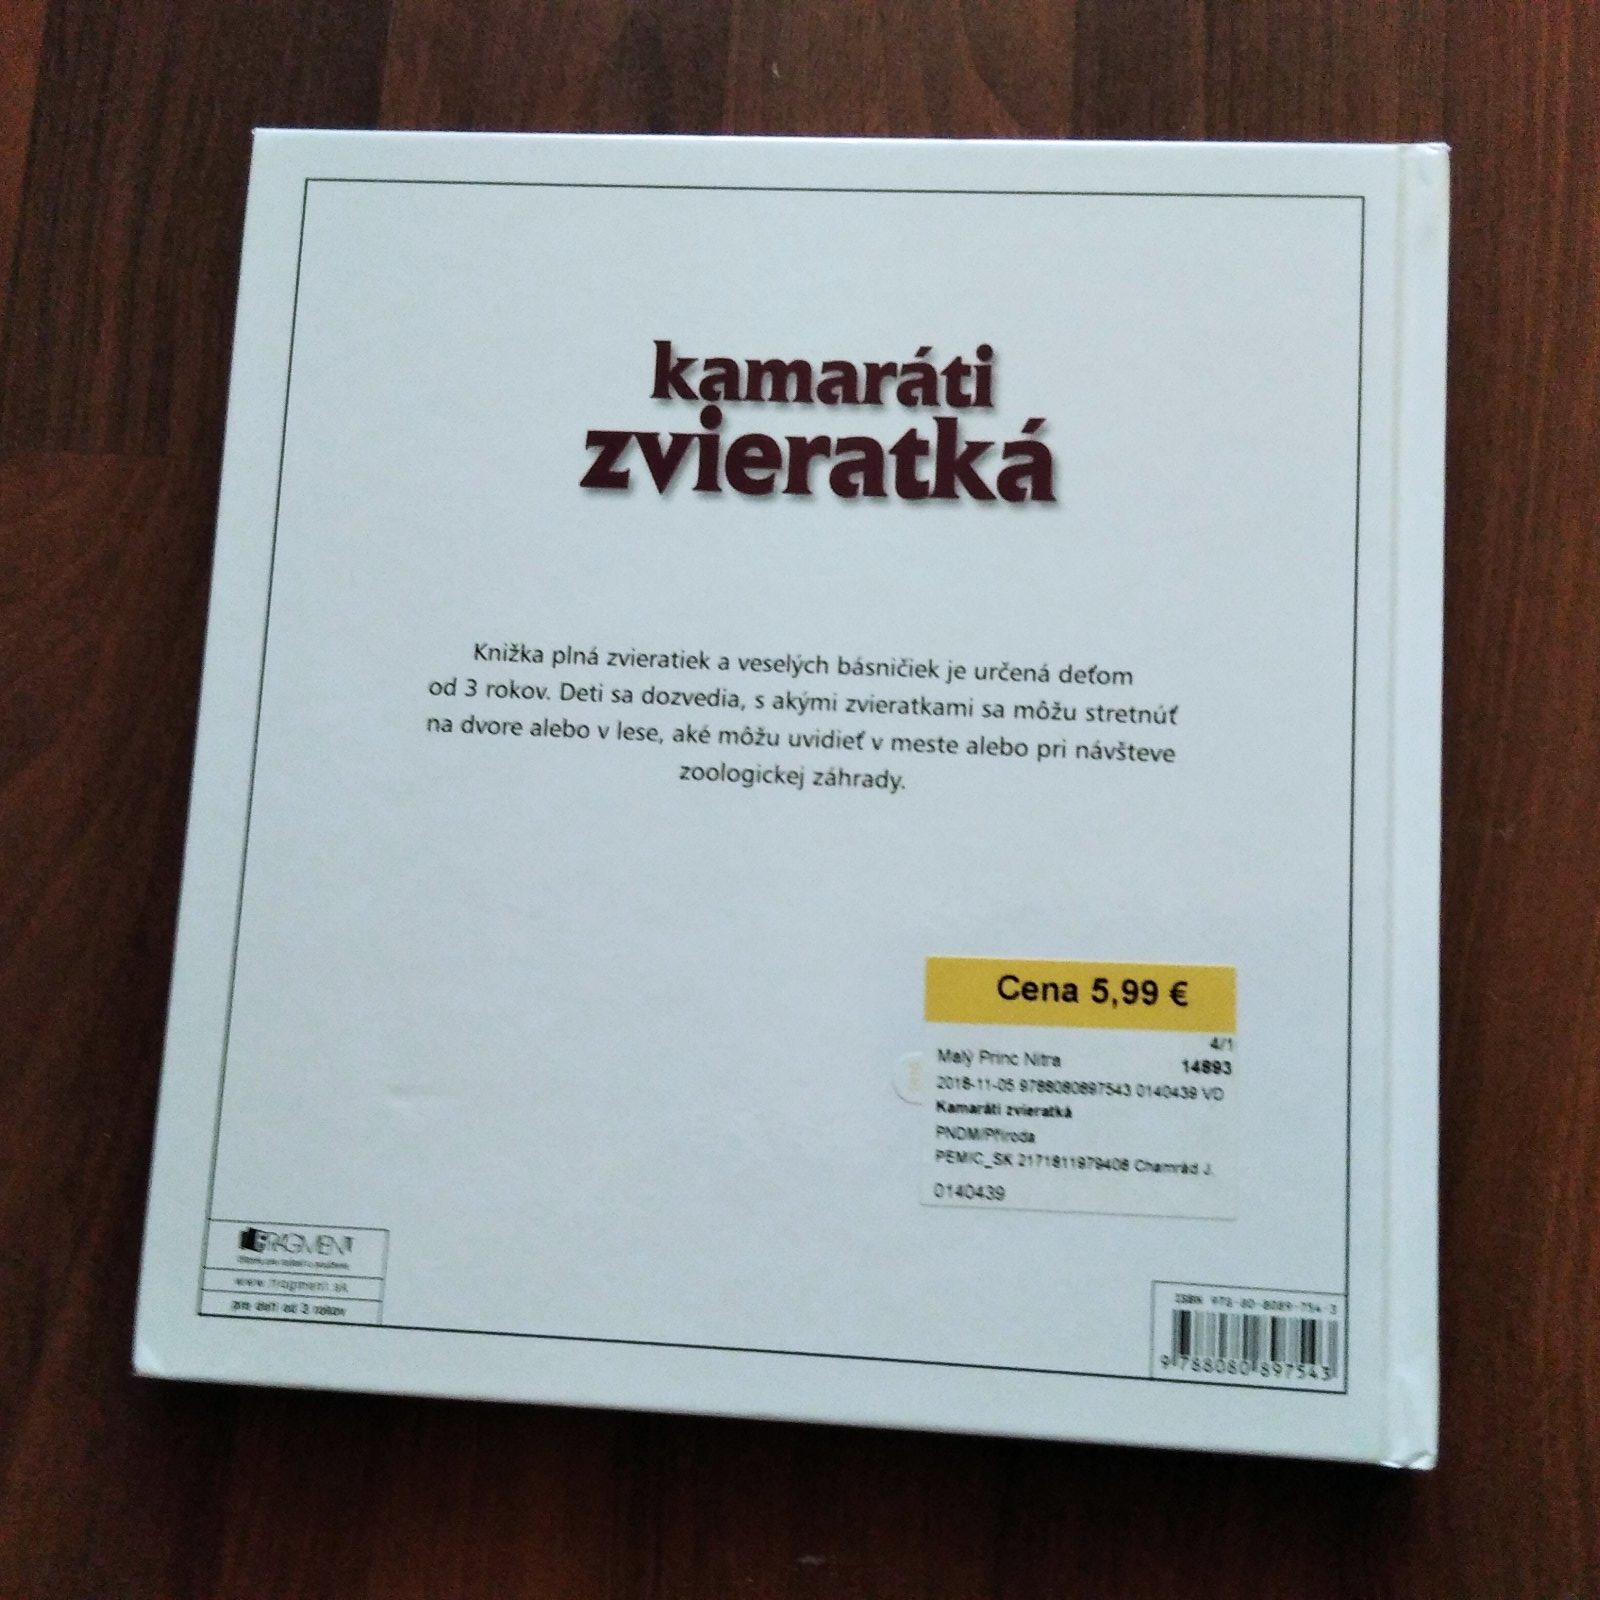 kamaráti
zvieratká
Knižka plná zvieratiek a veselých básničiek je určená deťom
od 3 rokov. Deti sa dozvedia, s akými zvieratkami sa môžu stretnúť
na dvore alebo v lese, aké môžu uvidieť v meste alebo pri návšteve
zoologickej záhrady.
Cena 5,99 €
4/1
Malý Princ Nitra 14893
2018-11-05 9788080897543 0140439 VD
Kamaráti zvieratká
PNDM/Příroda
PEMIC_SK 2171811979408 Chamrád J.
0140439
FRAGMENT
www.fragment.sk
pre deti od 3 rokov
ISBN 978-80-8089-754-3
9 788080 897543